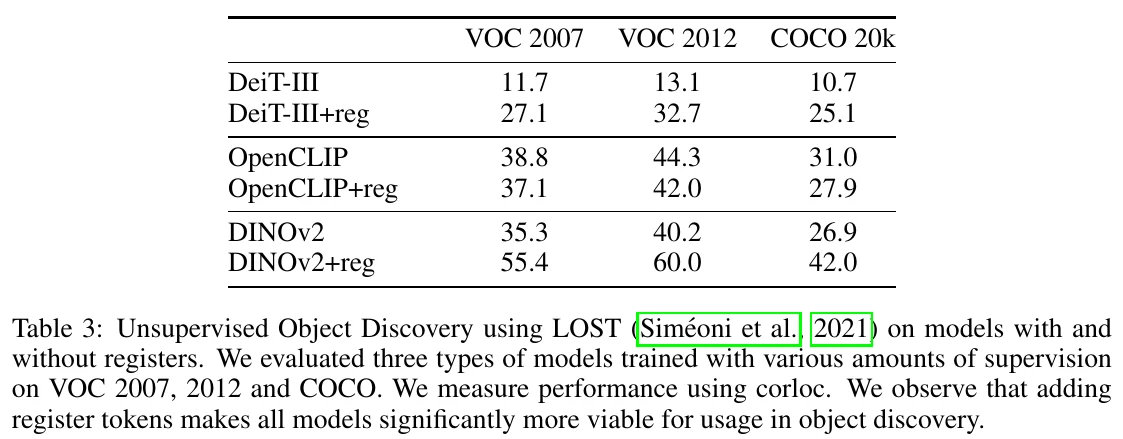 VOC 2007 VOC 2012 COCO 20k
DeiT-III 11.7 13.1 10.7
DeiT-III+reg 27.1 32.7 25.1
OpenCLIP 38.8 44.3 31.0
OpenCLIP+reg 37.1 42.0 27.9
DINOv2 35.3 40.2 26.9
DINOv2+reg 55.4 60.0 42.0
Table 3: Unsupervised Object Discovery using LOST (Siméoni et al., 2021) on models with and
without registers. We evaluated three types of models trained with various amounts of supervision
on VOC 2007, 2012 and COCO. We measure performance using corloc. We observe that adding
register tokens makes all models significantly more viable for usage in object discovery.